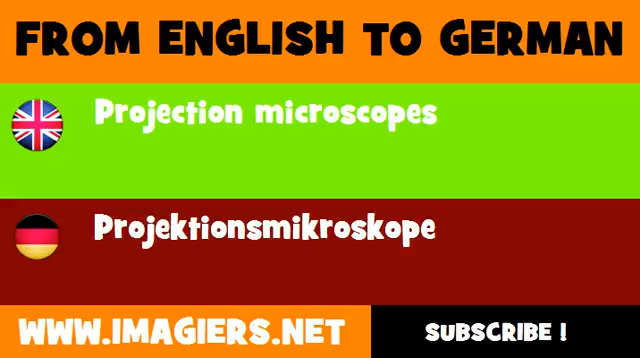 FROM ENGLISH TO GERMAN
Projection microscopes
Projektionsmikroskope
WWW.IMAGIERS.NET
SUBSCRIBE !